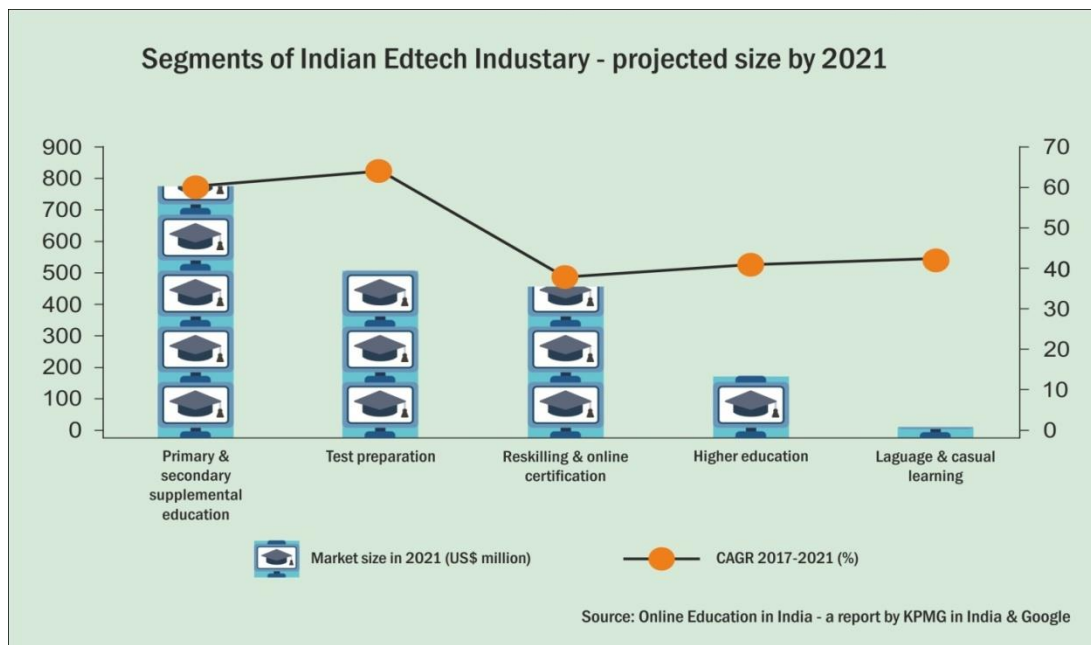 Segments of Indian Edtech Industary - projected size by 2021
900
800
700
600
500
400
300
200
100
0
70
60
50
40
30
20
10
0
Primary &
secondary
supplemental
education
Test preparation
Reskilling & online
certification
Higher education
Laguage & casual
learning
Market size in 2021 (US$ million)
CAGR 2017-2021 (%)
Source: Online Education in India - a report by KPMG in India & Google